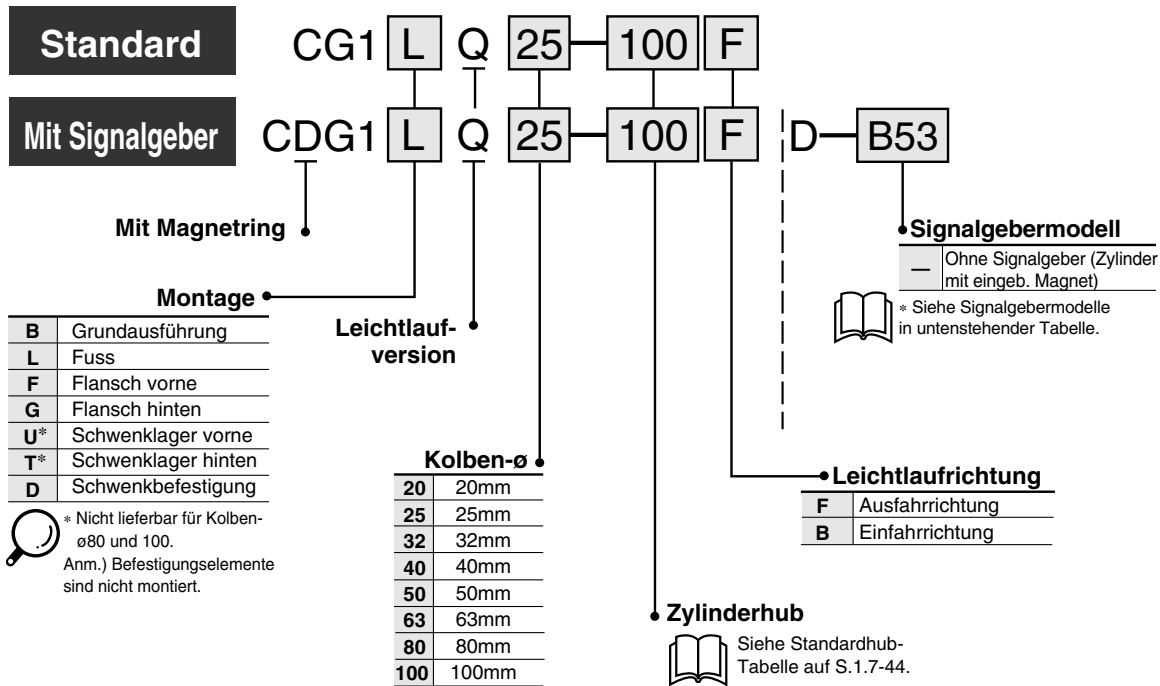 Standard CG1 L Q 25 — 100 F
Mit Signalgeber CDG1 L Q 25 — 100 F D — B53
Mit Magnetring
Montage
B Grundausführung
L Fuss
F Flansch vorne
G Flansch hinten
U* Schwenklager vorne
T* Schwenklager hinten
D Schwenkbefestigung
* Nicht lieferbar für Kolben-
ø80 und 100.
Anm.) Befestigungselemente
sind nicht montiert.
Leichtlauf-
version
Kolben-ø
20 20mm
25 25mm
32 32mm
40 40mm
50 50mm
63 63mm
80 80mm
100 100mm
Zylinderhub
Siehe Standardhub-
Tabelle auf S.1.7-44.
Leichtlaufrichtung
F Ausfahrrichtung
B Einfahrrichtung
Signalgebermodell
— Ohne Signalgeber (Zylinder
mit eingeb. Magnet)
* Siehe Signalgebermodelle
in untenstehender Tabelle.